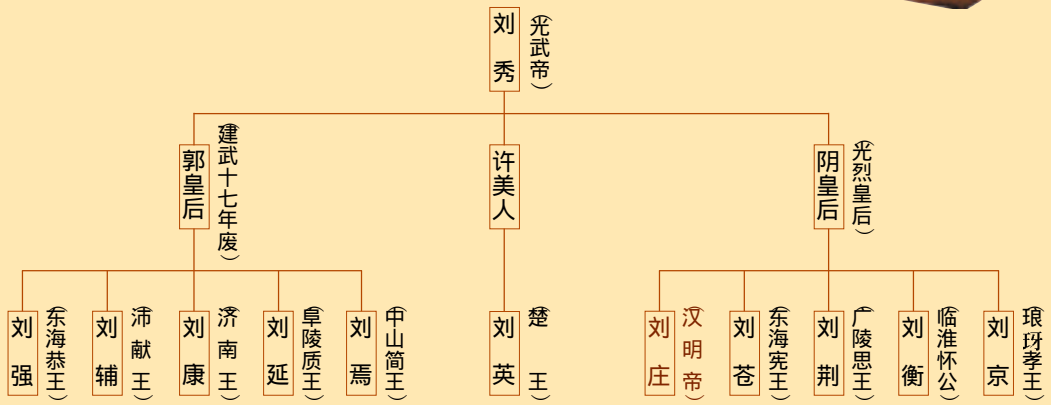 刘秀
（光武帝）
郭皇后
（建武十七年废）
许美人
阴皇后
（光烈皇后）
刘强
（东海恭王）
刘辅
（沛献王）
刘康
（济南王）
刘延
（阜陵质王）
刘焉
（中山简王）
刘英
（楚王）
刘庄
（汉明帝）
刘苍
（东海宪王）
刘荆
（广陵思王）
刘衡
（临淮怀公）
刘京
（琅玡孝王）